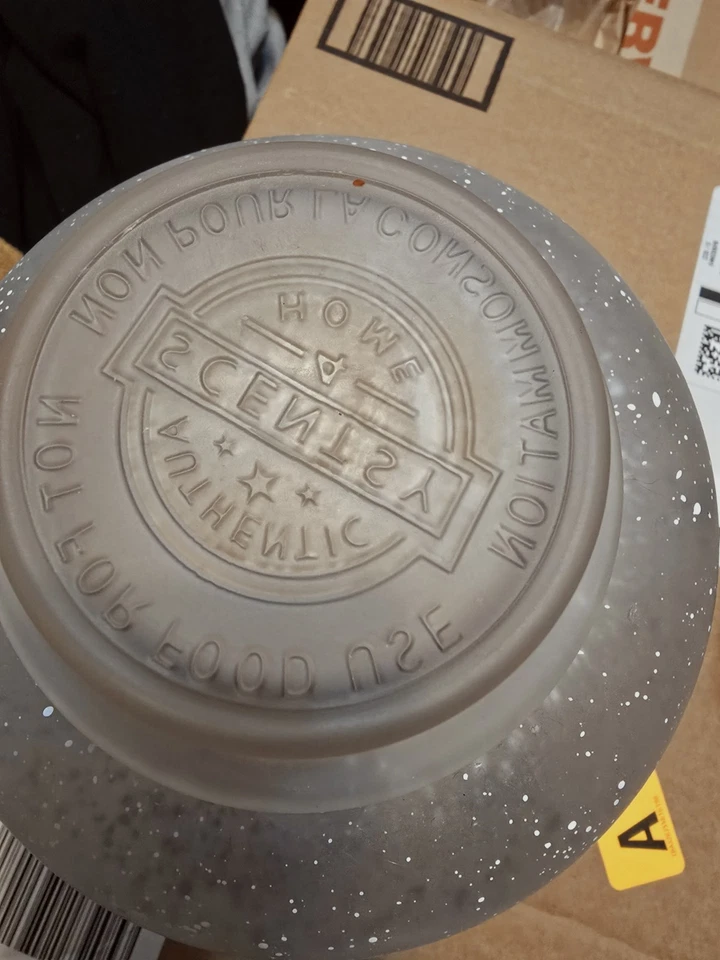 NON POUR LA CONSOMMATION
HOME
A
SCENTSY
AUTHENTIC
NOT FOR FOOD USE
A